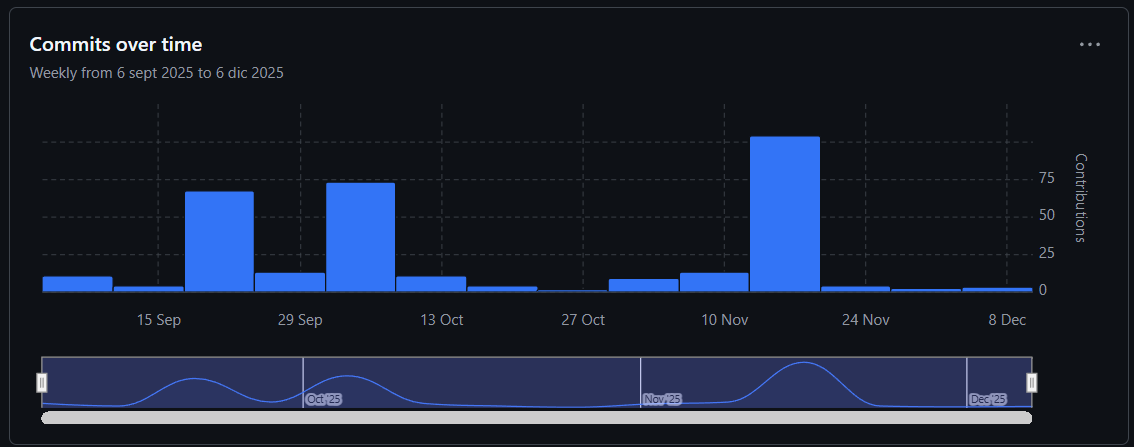 Commits over time
Weekly from 6 sept 2025 to 6 dic 2025
75
50
25
0
Contributions
15 Sep
29 Sep
13 Oct
27 Oct
10 Nov
24 Nov
8 Dec
Oct '25
Nov '25
Dec '25